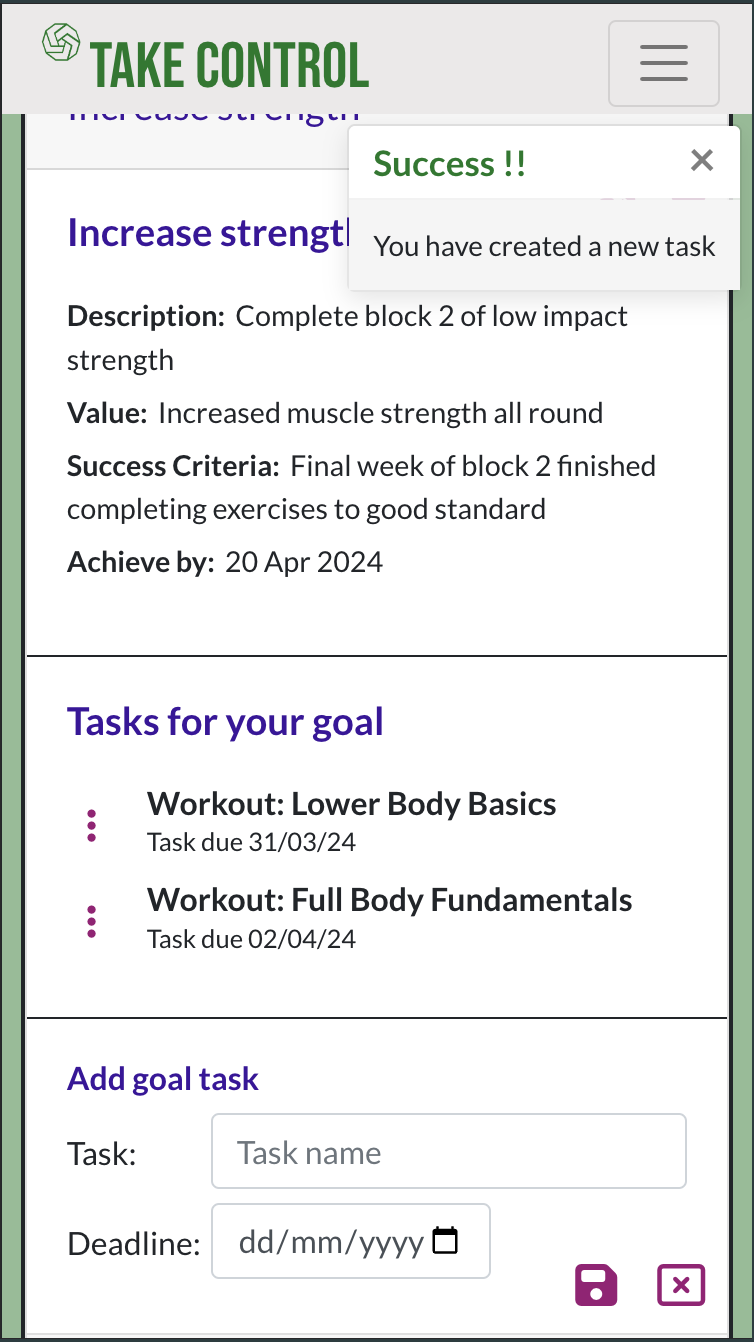 TAKE CONTROL
Increase strength
Success !!
Increase strength
You have created a new task
Description: Complete block 2 of low impact
strength
Value: Increased muscle strength all round
Success Criteria: Final week of block 2 finished
completing exercises to good standard
Achieve by: 20 Apr 2024
Tasks for your goal
Workout: Lower Body Basics
Task due 31/03/24
Workout: Full Body Fundamentals
Task due 02/04/24
Add goal task
Task: Task name
Deadline: dd/mm/yyyy